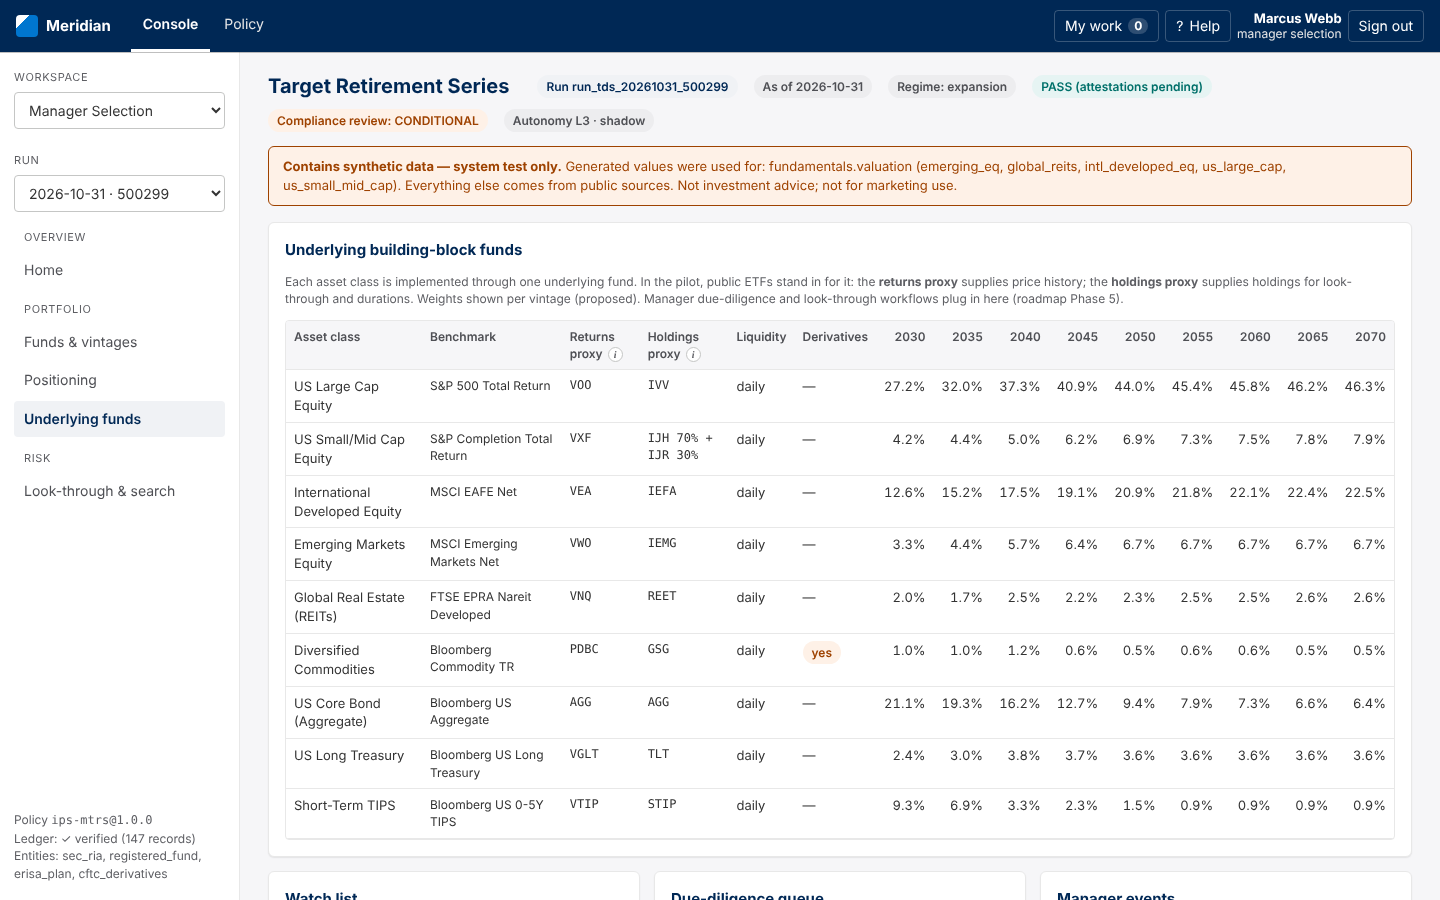 Meridian
Console
Policy
My work 0
? Help
Marcus Webb
manager selection
Sign out
WORKSPACE
Manager Selection
RUN
2026-10-31 · 500299
OVERVIEW
Home
PORTFOLIO
Funds & vintages
Positioning
Underlying funds
RISK
Look-through & search
Policy ips-mtrs@1.0.0
Ledger: ✓ verified (147 records)
Entities: sec_ria, registered_fund,
erisa_plan, cftc_derivatives
Target Retirement Series
Run run_tds_20261031_500299
As of 2026-10-31
Regime: expansion
PASS (attestations pending)
Compliance review: CONDITIONAL
Autonomy L3 · shadow
Contains synthetic data — system test only. Generated values were used for: fundamentals.valuation (emerging_eq, global_reits, intl_developed_eq, us_large_cap,
us_small_mid_cap). Everything else comes from public sources. Not investment advice; not for marketing use.
Underlying building-block funds
Each asset class is implemented through one underlying fund. In the pilot, public ETFs stand in for it: the returns proxy supplies price history; the holdings proxy supplies holdings for look-
through and durations. Weights shown per vintage (proposed). Manager due-diligence and look-through workflows plug in here (roadmap Phase 5).
Asset class Benchmark Returns proxy i Holdings proxy i Liquidity Derivatives 2030 2035 2040 2045 2050 2055 2060 2065 2070
US Large Cap Equity S&P 500 Total Return VOO IVV daily — 27.2% 32.0% 37.3% 40.9% 44.0% 45.4% 45.8% 46.2% 46.3%
US Small/Mid Cap Equity S&P Completion Total Return VXF IJH 70% + IJR 30% daily — 4.2% 4.4% 5.0% 6.2% 6.9% 7.3% 7.5% 7.8% 7.9%
International Developed Equity MSCI EAFE Net VEA IEFA daily — 12.6% 15.2% 17.5% 19.1% 20.9% 21.8% 22.1% 22.4% 22.5%
Emerging Markets Equity MSCI Emerging Markets Net VWO IEMG daily — 3.3% 4.4% 5.7% 6.4% 6.7% 6.7% 6.7% 6.7% 6.7%
Global Real Estate (REITs) FTSE EPRA Nareit Developed VNQ REET daily — 2.0% 1.7% 2.5% 2.2% 2.3% 2.5% 2.5% 2.6% 2.6%
Diversified Commodities Bloomberg Commodity TR PDBC GSG daily yes 1.0% 1.0% 1.2% 0.6% 0.5% 0.6% 0.6% 0.5% 0.5%
US Core Bond (Aggregate) Bloomberg US Aggregate AGG AGG daily — 21.1% 19.3% 16.2% 12.7% 9.4% 7.9% 7.3% 6.6% 6.4%
US Long Treasury Bloomberg US Long Treasury VGLT TLT daily — 2.4% 3.0% 3.8% 3.7% 3.6% 3.6% 3.6% 3.6% 3.6%
Short-Term TIPS Bloomberg US 0-5Y TIPS VTIP STIP daily — 9.3% 6.9% 3.3% 2.3% 1.5% 0.9% 0.9% 0.9% 0.9%
Watch list
Due-diligence queue
Manager events